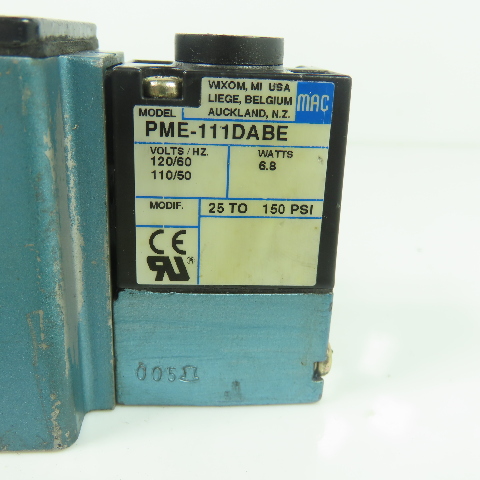 WIXOM, MI USA
LIEGE, BELGIUM
AUCKLAND, N.Z.
MAC
MODEL
PME-111DABE
VOLTS/HZ.
120/60
110/50
WATTS
6.8
MODIF.
25 TO 150 PSI
CE
RU®